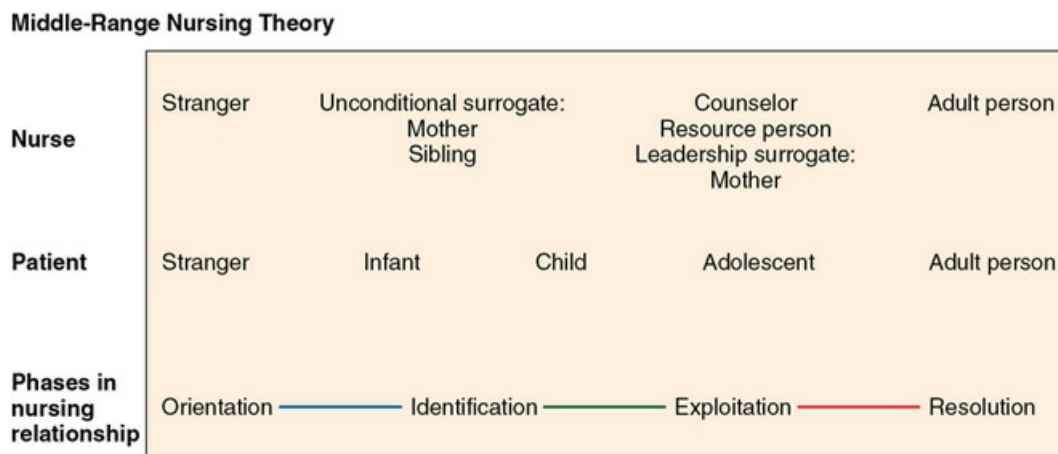 Middle-Range Nursing Theory
Nurse
Stranger
Unconditional surrogate:
Mother
Sibling
Counselor
Resource person
Leadership surrogate:
Mother
Adult person
Patient
Stranger
Infant
Child
Adolescent
Adult person
Phases in
nursing
relationship
Orientation
Identification
Exploitation
Resolution